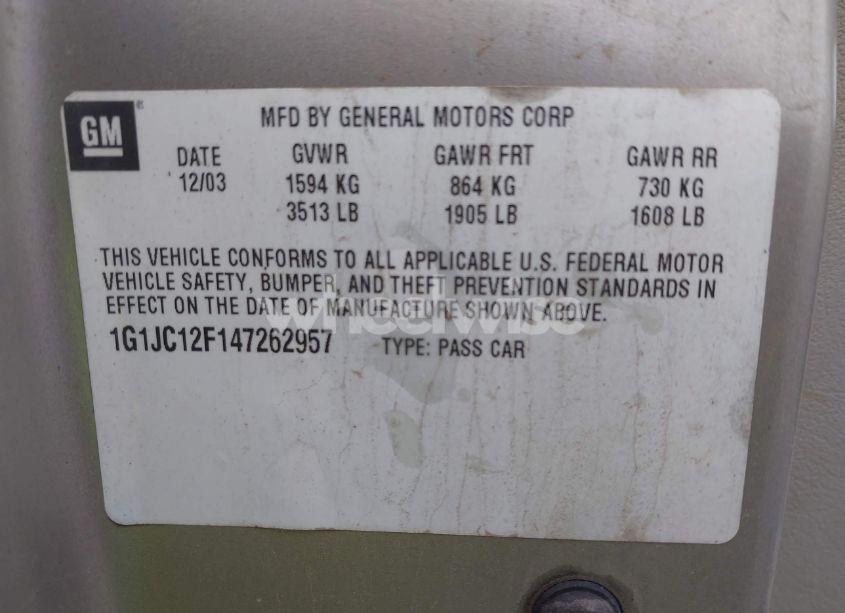 GM
MFD BY GENERAL MOTORS CORP
DATE GVWR GAWR FRT GAWR RR
12/03 1594 KG 864 KG 730 KG
3513 LB 1905 LB 1608 LB
THIS VEHICLE CONFORMS TO ALL APPLICABLE U.S. FEDERAL MOTOR
VEHICLE SAFETY, BUMPER, AND THEFT PREVENTION STANDARDS IN
EFFECT ON THE DATE OF MANUFACTURE SHOWN ABOVE.
Wheelwise
1G1JC12F147262957 TYPE: PASS CAR